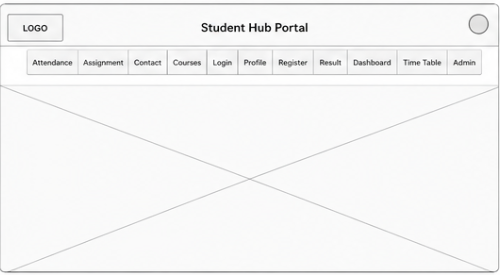 LOGO
Student Hub Portal
Attendance Assignment Contact Courses Login Profile Register Result Dashboard Time Table Admin